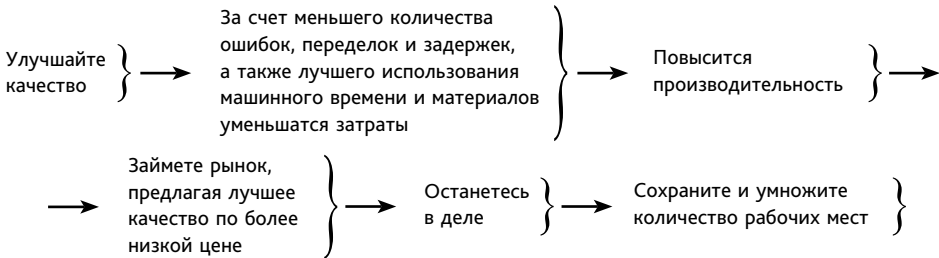 Улучшайте
качество
За счет меньшего количества
ошибок, переделок и задержек,
а также лучшего использования
машинного времени и материалов
уменьшатся затраты
Повысится
производительность
Займете рынок,
предлагая лучшее
качество по более
низкой цене
Останетесь
в деле
Сохраните и умножите
количество рабочих мест